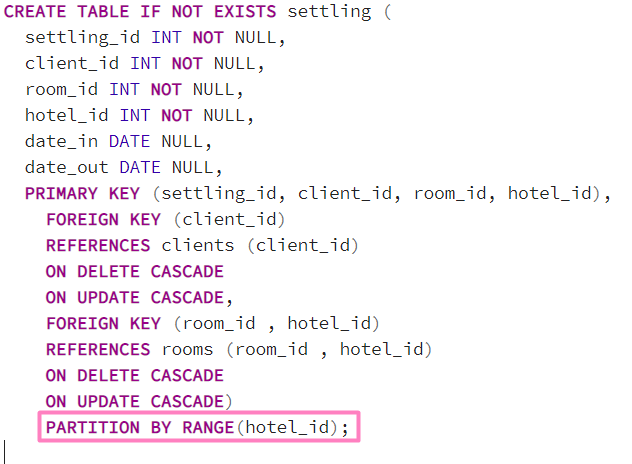 CREATE TABLE IF NOT EXISTS settling (
settling_id INT NOT NULL,
client_id INT NOT NULL,
room_id INT NOT NULL,
hotel_id INT NOT NULL,
date_in DATE NULL,
date_out DATE NULL,
PRIMARY KEY (settling_id, client_id, room_id, hotel_id),
FOREIGN KEY (client_id)
REFERENCES clients (client_id)
ON DELETE CASCADE
ON UPDATE CASCADE,
FOREIGN KEY (room_id , hotel_id)
REFERENCES rooms (room_id , hotel_id)
ON DELETE CASCADE
ON UPDATE CASCADE)
PARTITION BY RANGE(hotel_id);